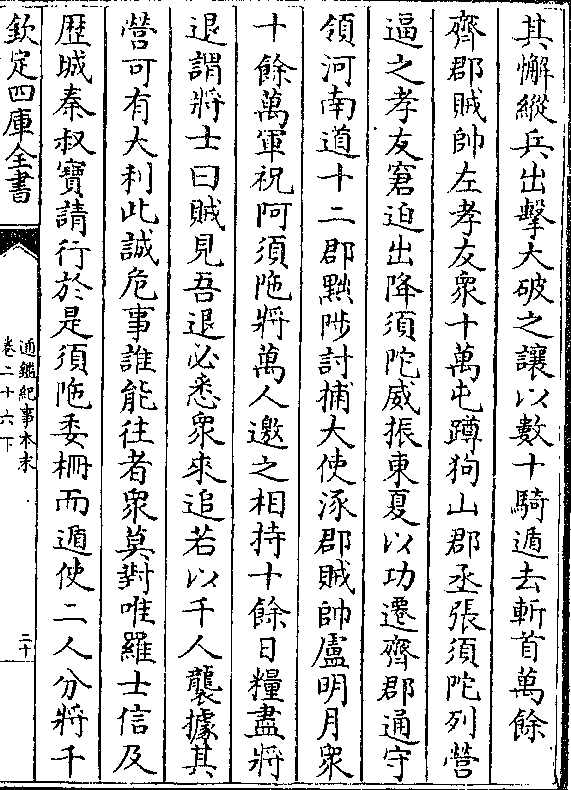 其懈縱兵出擊大破之讓以數十騎遁去斬首萬餘
齊郡賊帥左孝友衆十萬屯蹲狗山郡丞張須陀列營
逼之孝友窘迫出降須陀威振東夏以功遷齊郡通守
領河南道十二郡黜陟討捕大使涿郡賊帥盧明月衆
十餘萬軍祝阿須陁將萬人邀之相持十餘日糧盡將
退謂將士曰賊見吾退必悉衆來追若以千人襲據其
營可有大利此誠危事誰能往者衆莫對唯羅士信及
歷城秦叔寶請行於是須陁委柵而遁使二人分將千
欽定四庫全書
通鑑紀事本末
卷二十六下
二十